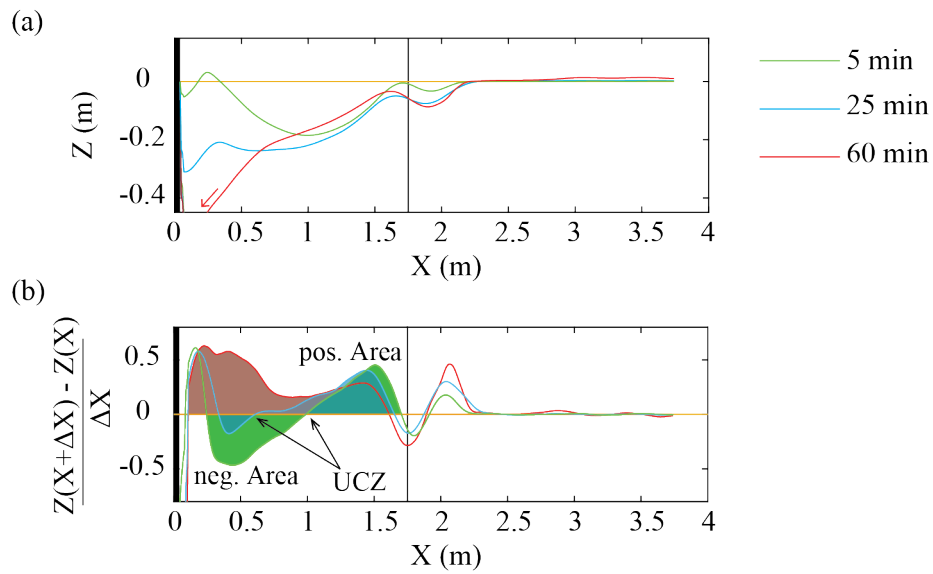 (a)
0
-0.2
-0.4
Z (m)
0 0.5 1 1.5 2 2.5 3 3.5 4
X (m)
5 min
25 min
60 min
(b)
Z(X+ΔX) - Z(X)
ΔX
0.5
0
-0.5
pos. Area
neg. Area
UCZ
0 0.5 1 1.5 2 2.5 3 3.5 4
X (m)